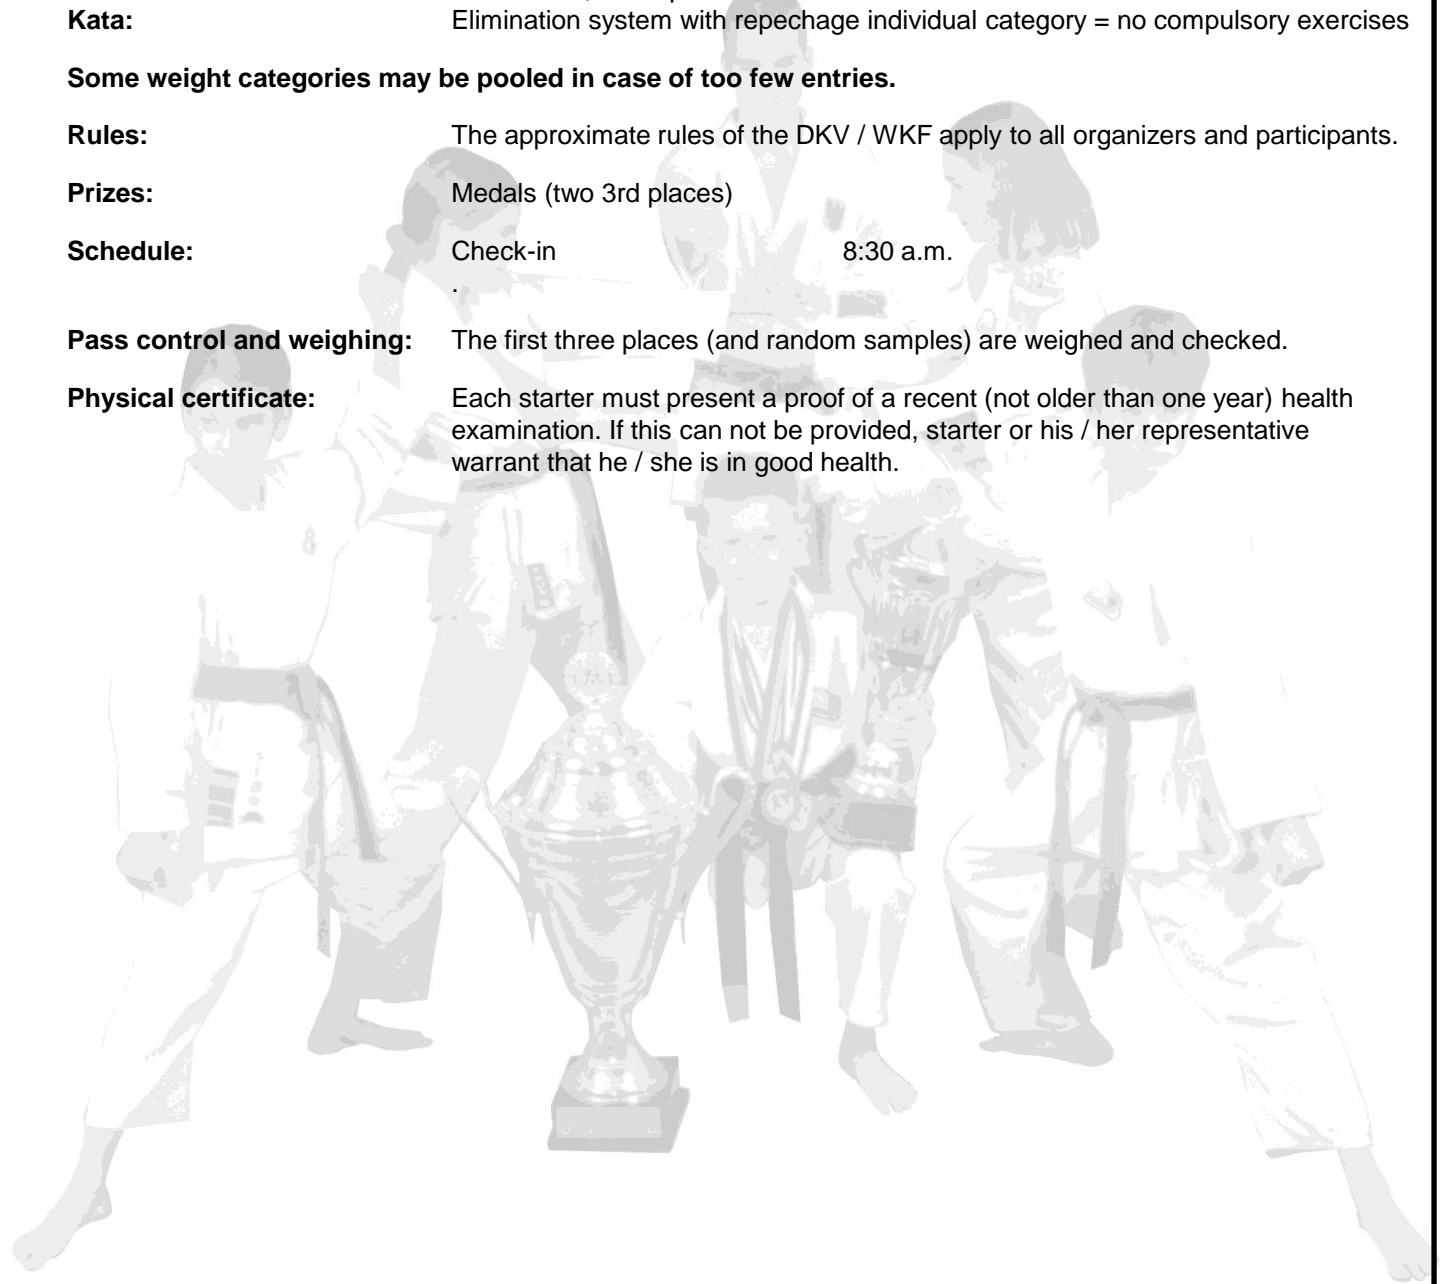 Kata: Elimination system with repechage individual category = no compulsory exercises
Some weight categories may be pooled in case of too few entries.
Rules: The approximate rules of the DKV / WKF apply to all organizers and participants.
Prizes: Medals (two 3rd places)
Schedule: Check-in 8:30 a.m.
.
Pass control and weighing: The first three places (and random samples) are weighed and checked.
Physical certificate: Each starter must present a proof of a recent (not older than one year) health
examination. If this can not be provided, starter or his / her representative
warrant that he / she is in good health.